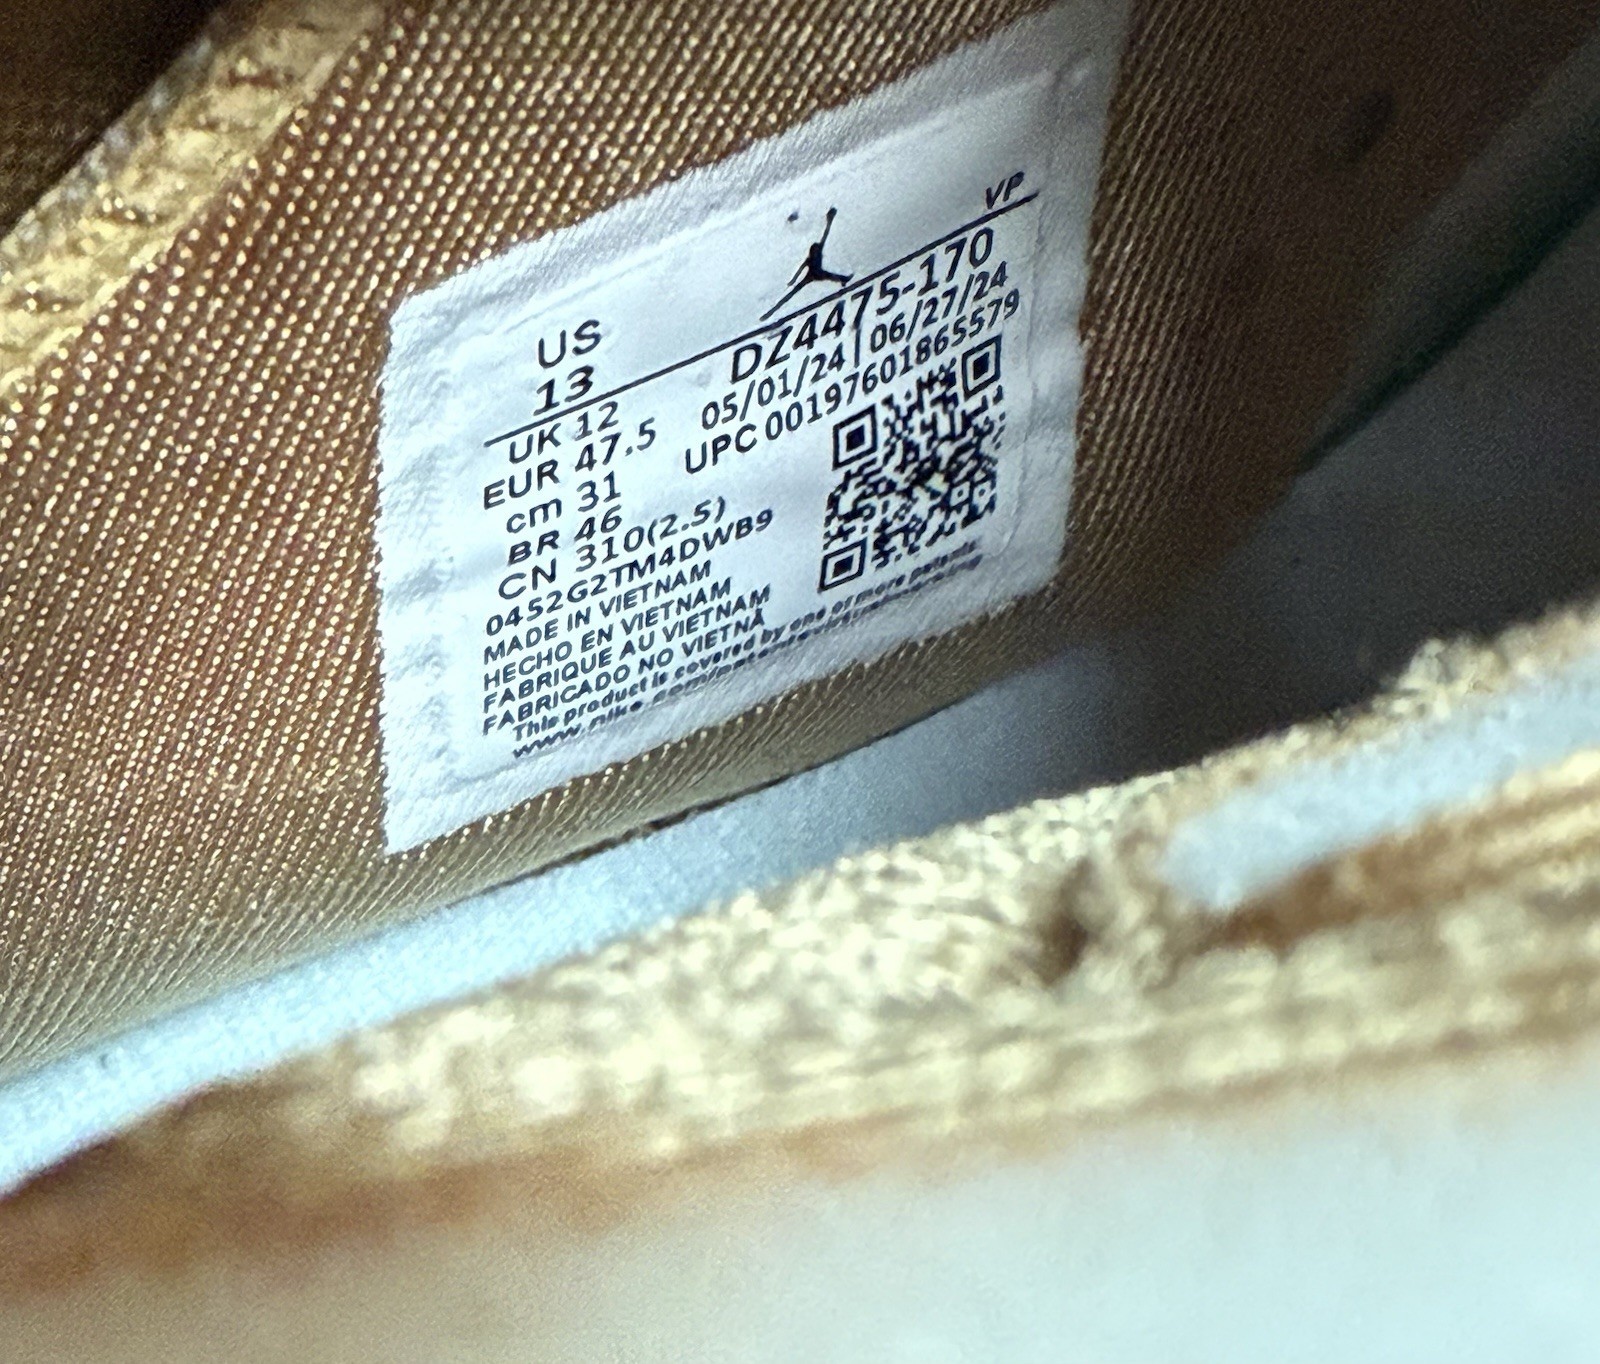 VP
US
13
UK 12
EUR 47.5
cm 31
BR 46
CN 310(2.5)
DZ4475-170
05/01/24 | 06/27/24
UPC 00197601865579
0452G2TM4DWB9
MADE IN VIETNAM
HECHO EN VIETNAM
FABRIQUE AU VIETNAM
FABRICADO NO VIETNÃ
This product is covered by one or more patents